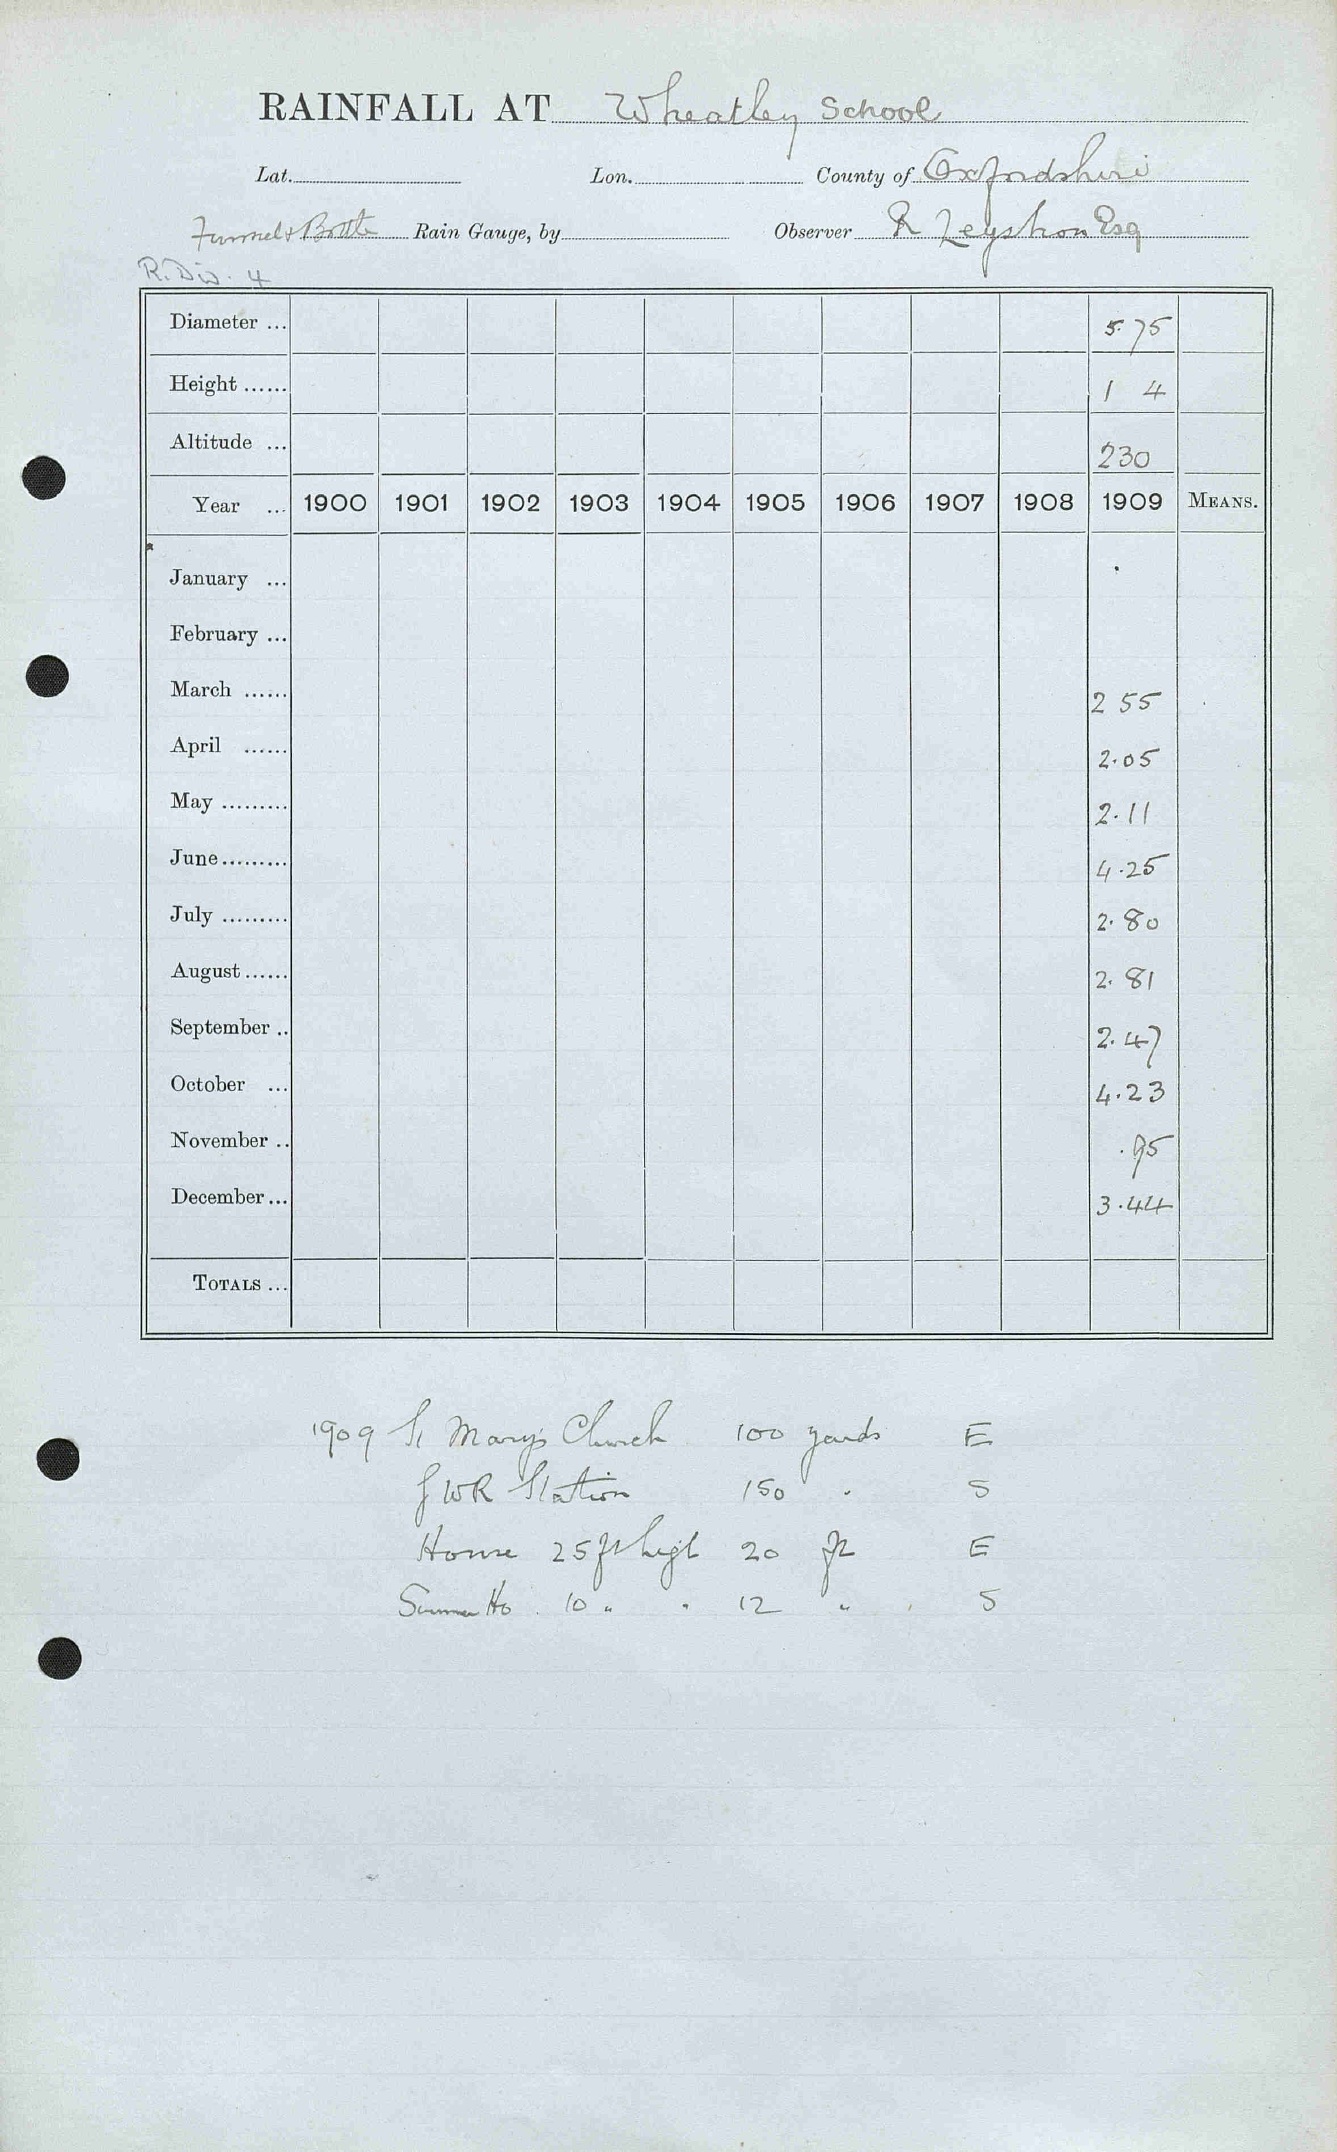 RAINFALL AT Wheatley School
Lat. Lon. County of Oxfordshire
Funnel & Bottle Rain Gauge, by Observer R Leyshon Esq
R. Div. 4
Diameter ... 5.75
Height ...... 1 4
Altitude ... 230
Year ... 1900 1901 1902 1903 1904 1905 1906 1907 1908 1909 MEANS.
January ...
February ...
March ...... 2 55
April ...... 2.05
May ......... 2.11
June ......... 4.25
July ......... 2.80
August ...... 2.81
September .. 2.47
October ... 4.23
November .. .95
December ... 3.44
TOTALS ...
1909 St Mary's Church 100 yards E
GWR Station 150 " S
House 25 ft high 20 ft E
Summer Ho. 10 " " 12 " S